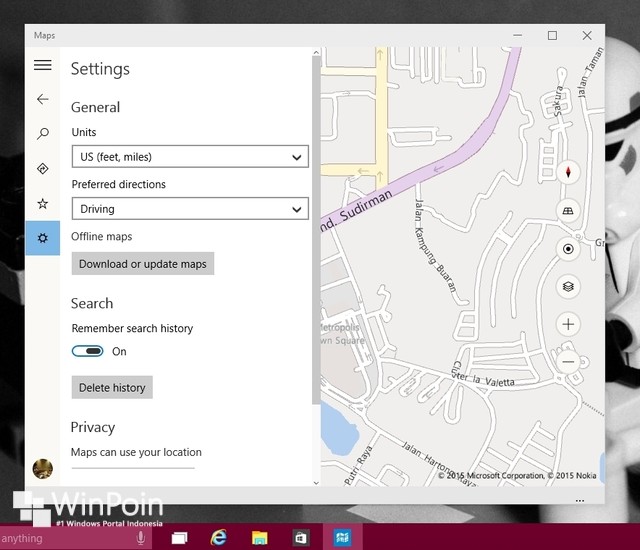 Maps
Settings
General
Units
US (feet, miles)
Preferred directions
Driving
Offline maps
Download or update maps
Search
Remember search history
On
Delete history
Privacy
Maps can use your location
Jalan Taman
Sakura
nd. Sudirman
Jalan Kampung Buaran
Gr
Metropolis
own Square
Cluster la Valetta
Jalan Hartono
Putri Raya
© 2015 Microsoft Corporation, © 2015 Nokia
...
WinPoin
#1 Windows Portal Indonesia
anything